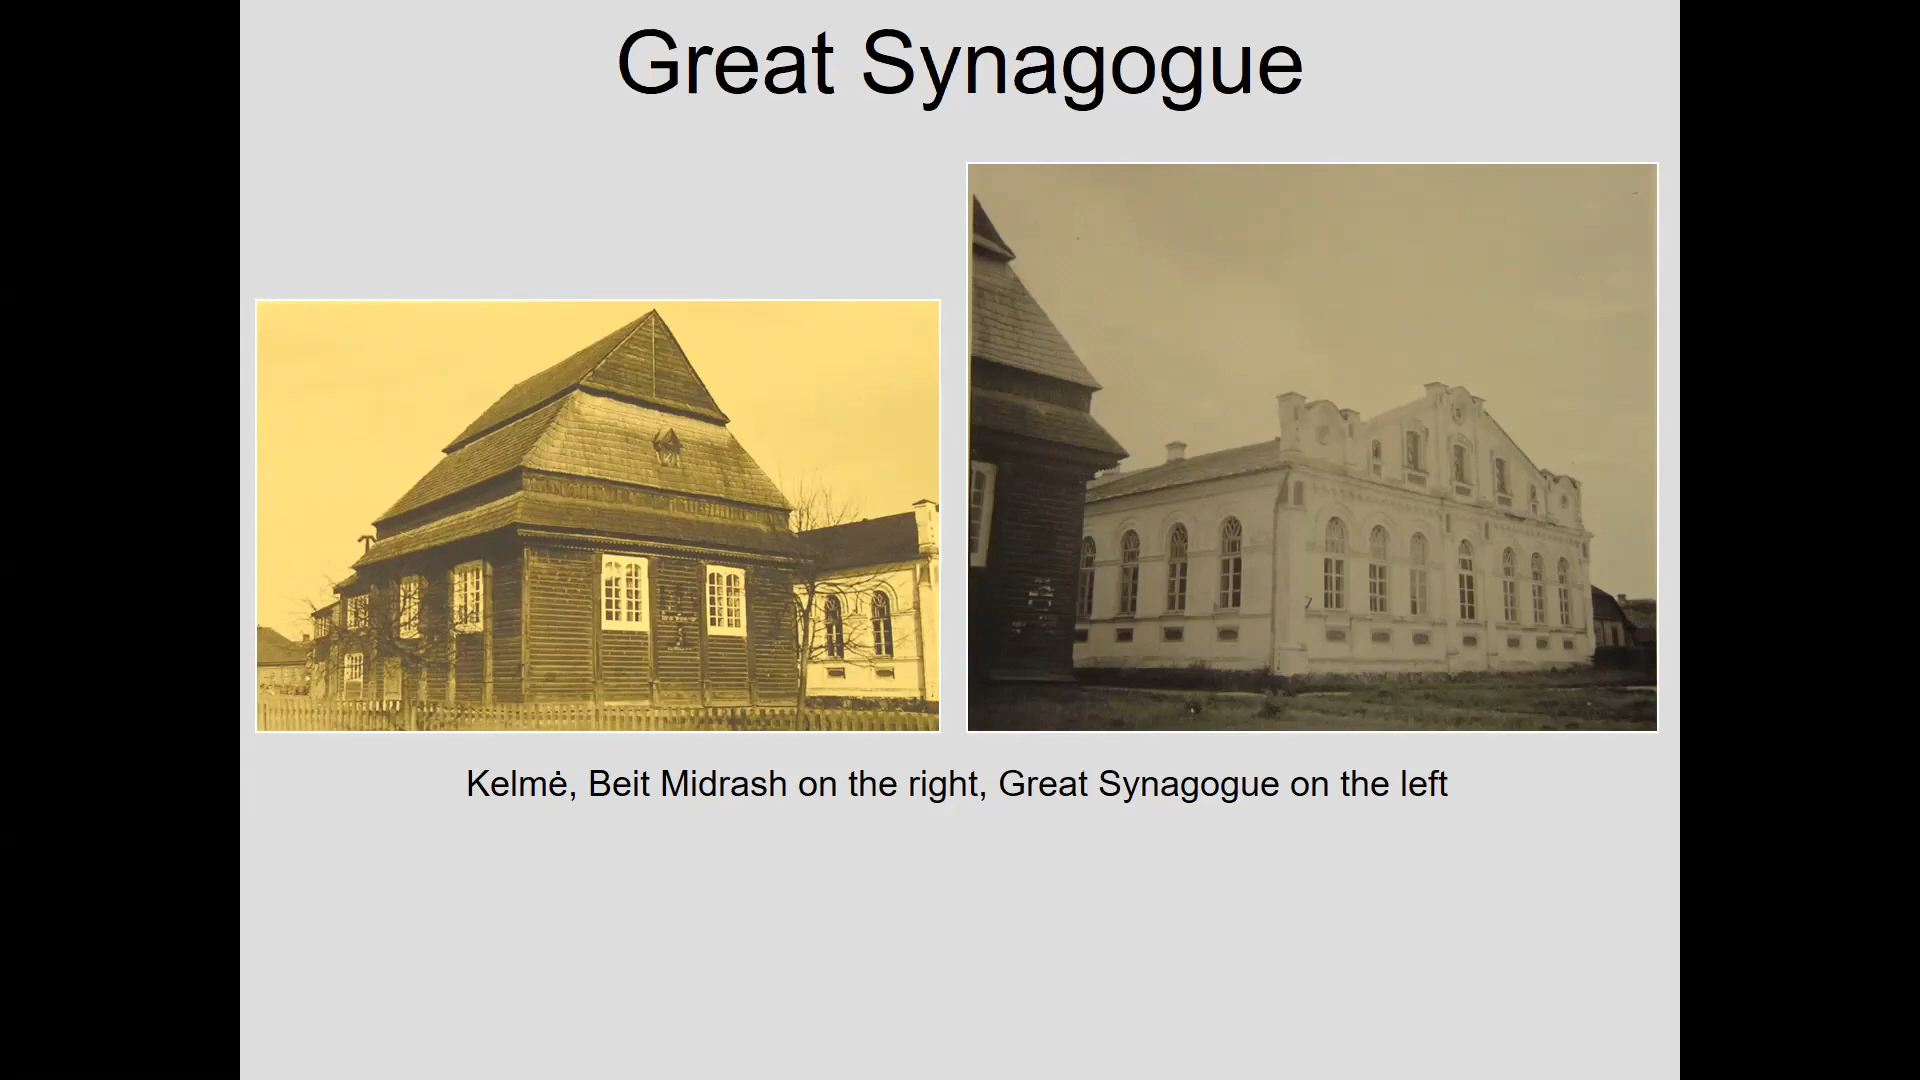 Great Synagogue
Kelmė, Beit Midrash on the right, Great Synagogue on the left